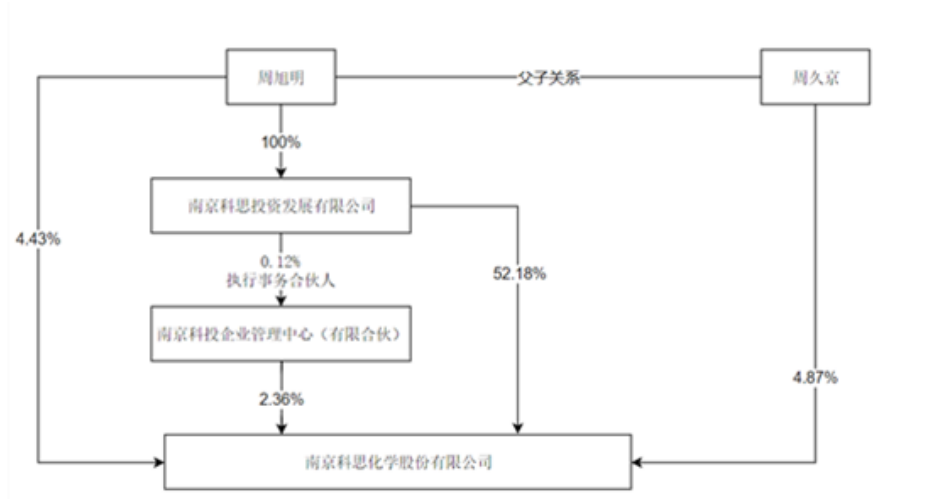 周旭明
父子关系
周久京
100%
南京科思投资发展有限公司
4.43%
0.12%
执行事务合伙人
52.18%
南京科投企业管理中心（有限合伙）
4.87%
2.36%
南京科思化学股份有限公司